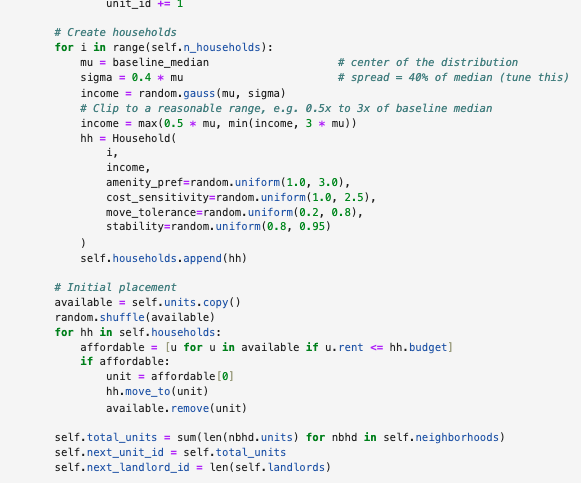 unit_id += 1
# Create households
for i in range(self.n_households):
mu = baseline_median # center of the distribution
sigma = 0.4 * mu # spread = 40% of median (tune this)
income = random.gauss(mu, sigma)
# Clip to a reasonable range, e.g. 0.5x to 3x of baseline median
income = max(0.5 * mu, min(income, 3 * mu))
hh = Household(
i,
income,
amenity_pref=random.uniform(1.0, 3.0),
cost_sensitivity=random.uniform(1.0, 2.5),
move_tolerance=random.uniform(0.2, 0.8),
stability=random.uniform(0.8, 0.95)
)
self.households.append(hh)
# Initial placement
available = self.units.copy()
random.shuffle(available)
for hh in self.households:
affordable = [u for u in available if u.rent <= hh.budget]
if affordable:
unit = affordable[0]
hh.move_to(unit)
available.remove(unit)
self.total_units = sum(len(nbhd.units) for nbhd in self.neighborhoods)
self.next_unit_id = self.total_units
self.next_landlord_id = len(self.landlords)